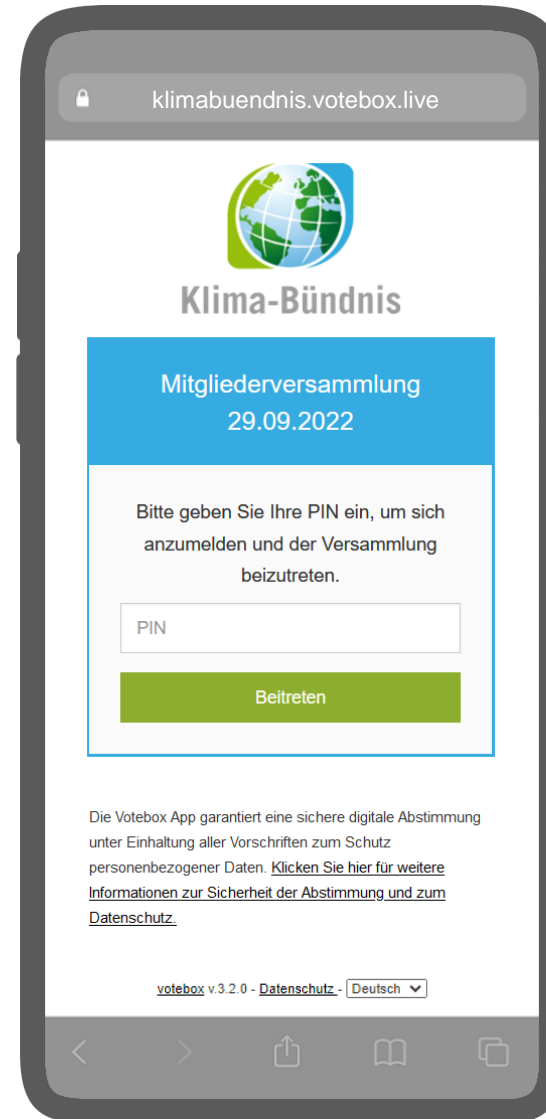 klimabuendnis.votebox.live
Klima-Bündnis
Mitgliederversammlung
29.09.2022
Bitte geben Sie Ihre PIN ein, um sich
anzumelden und der Versammlung
beizutreten.
PIN
Beitreten
Die Votebox App garantiert eine sichere digitale Abstimmung
unter Einhaltung aller Vorschriften zum Schutz
personenbezogener Daten. Klicken Sie hier für weitere
Informationen zur Sicherheit der Abstimmung und zum
Datenschutz.
votebox v.3.2.0 - Datenschutz - Deutsch